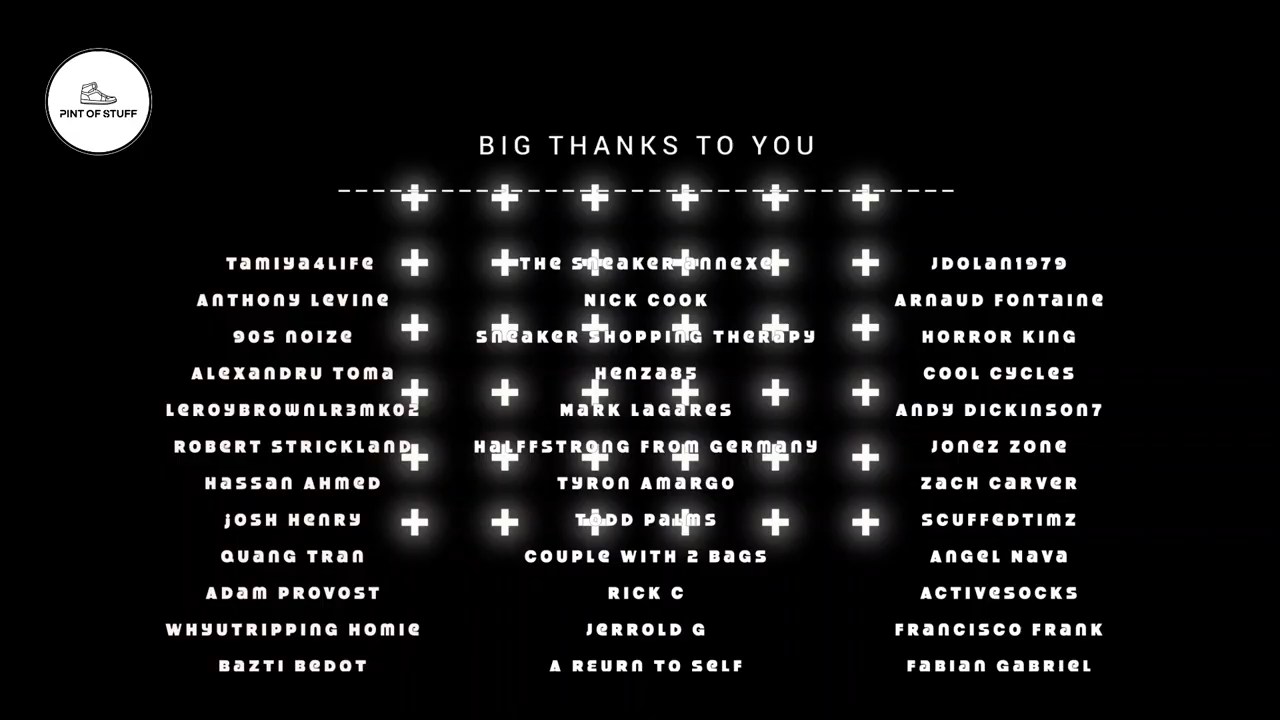 PINT OF STUFF
BIG THANKS TO YOU
Tamiya4Life THE SNEAKER ANNEXE JDOLAN1979
ANTHONY LEVINE NICK COOK ARNAUD FONTAINE
90S NOIZE SNEAKER SHOPPING THERAPY HORROR KING
ALEXANDRU TOMA HENZA85 COOL CYCLES
LEROYBROWNLR3MK02 MARK LAGARES ANDY DICKINSON7
ROBERT STRICKLAND HALFFSTRONG FROM GERMANY JONEZ ZONE
HASSAN AHMED TYRON AMARGO ZACH CARVER
JOSH HENRY TODD PALMS SCUFFEDTIMZ
QUANG TRAN COUPLE WITH 2 BAGS ANGEL NAVA
ADAM PROVOST RICK C ACTIVESOCKS
WHYUTRIPPING HOMIE JERROLD G FRANCISCO FRANK
BAZTI BEDOT A REURN TO SELF FABIAN GABRIEL